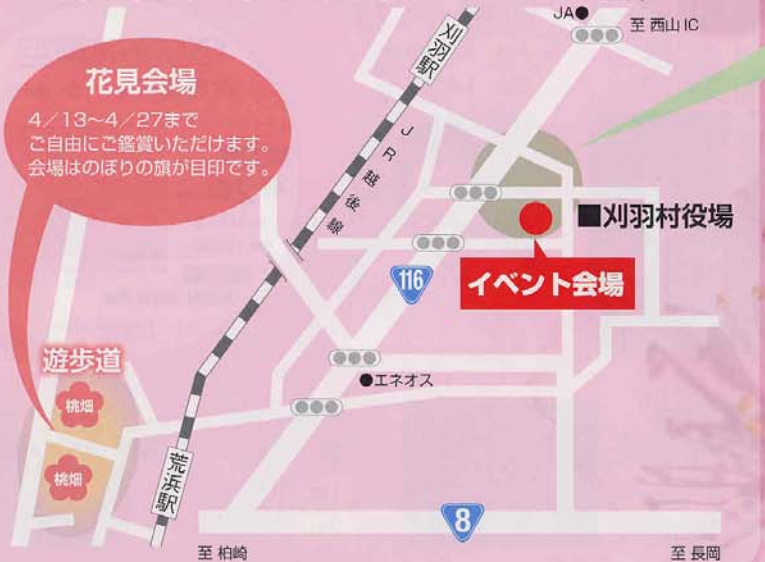 JA●
至 西山 IC
刈羽駅
花見会場
4/13～4/27まで
ご自由にご鑑賞いただけます。
会場はのぼりの旗が目印です。
JR越後線
■刈羽村役場
イベント会場
116
遊歩道
桃畑
●エネオス
桃畑
荒浜駅
8
至 柏崎
至 長岡